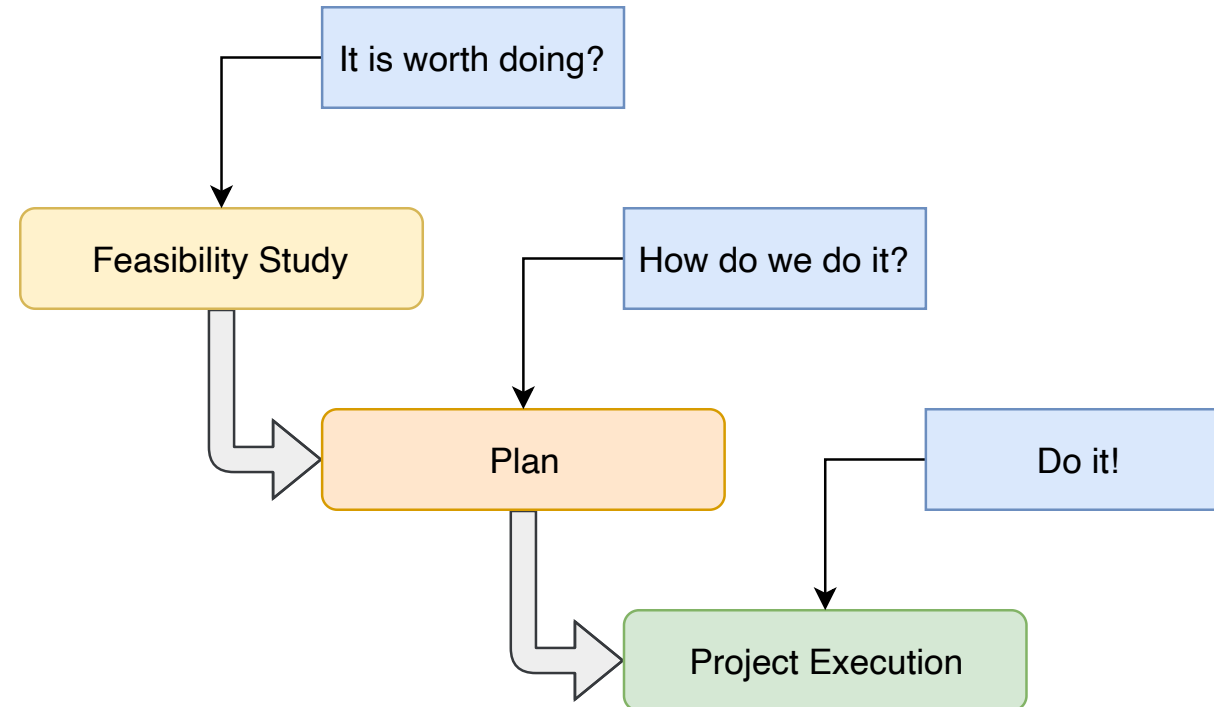 It is worth doing?
Feasibility Study
How do we do it?
Plan
Do it!
Project Execution